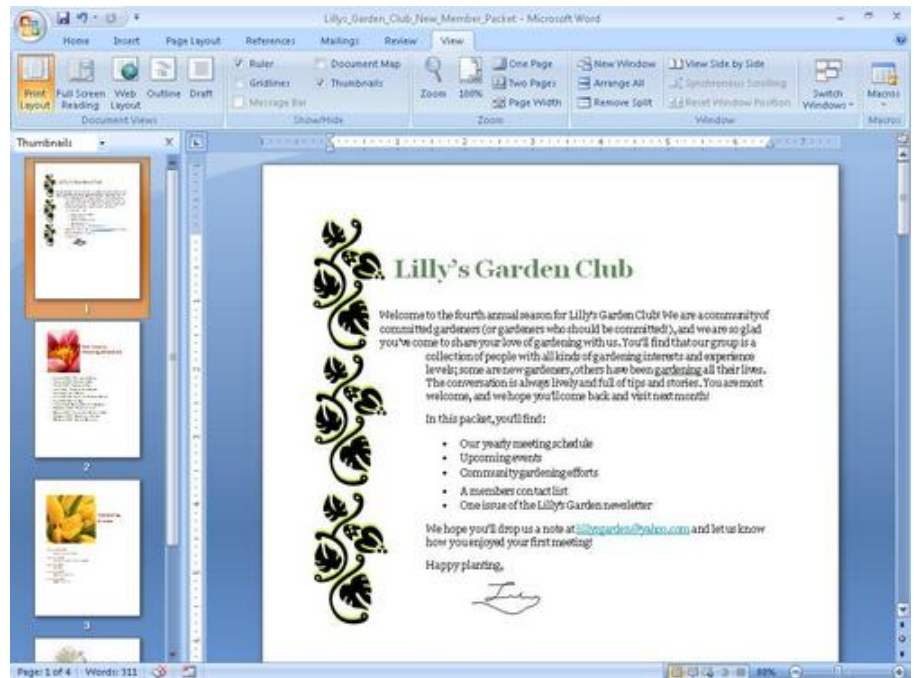 Lillys_Garden_Club_New_Member_Packet - Microsoft Word
Home Insert Page Layout References Mailings Review View
Print Layout
Full Screen Reading
Web Layout
Outline
Draft
Document Views
Ruler
Gridlines
Message Bar
Document Map
Thumbnails
Show/Hide
Zoom
100%
One Page
Two Pages
Page Width
Zoom
New Window
Arrange All
Remove Split
View Side by Side
Synchronous Scrolling
Reset Window Position
Window
Switch Windows
Macros
Macros
Thumbnails
1
2
3
Lilly's Garden Club
Welcome to the fourth annual season for Lilly's Garden Club! We are a community of
committed gardeners (or gardeners who should be committed!), and we are so glad
you've come to share your love of gardening with us. You'll find that our group is a
collection of people with all kinds of gardening interests and experience
levels; some are new gardeners, others have been gardening all their lives.
The conversation is always lively and full of tips and stories. You are most
welcome, and we hope you'll come back and visit next month!
In this packet, you'll find:
• Our yearly meeting schedule
• Upcoming events
• Community gardening efforts
• A members contact list
• One issue of the Lilly's Garden newsletter
We hope you'll drop us a note at lillysgarden@yahoo.com and let us know
how you enjoyed your first meeting!
Happy planting,
Page: 1 of 4 Words: 311
80%